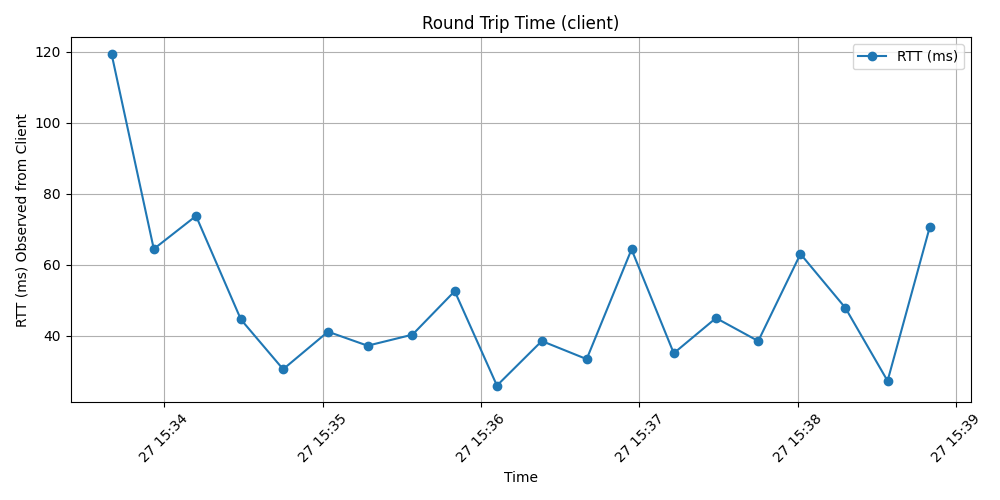 Round Trip Time (client)
RTT (ms)
RTT (ms) Observed from Client
120
100
80
60
40
27 15:34
27 15:35
27 15:36
27 15:37
27 15:38
27 15:39
Time